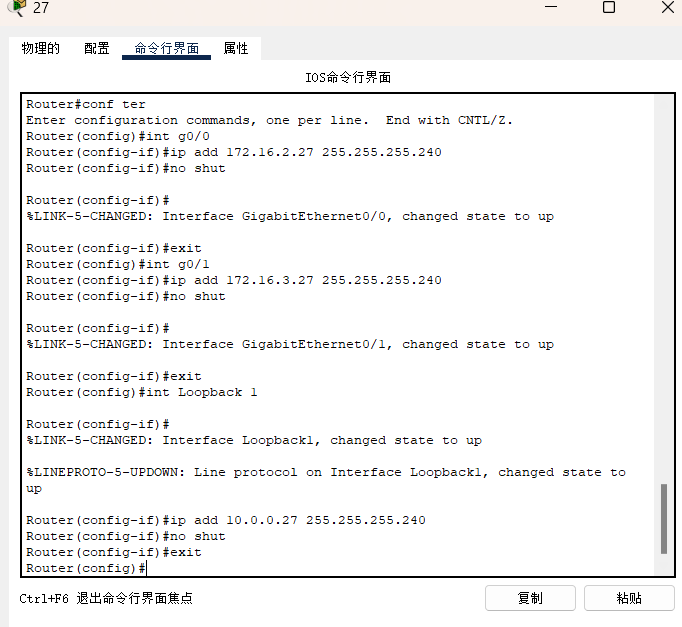 27
物理的 配置 命令行界面 属性
IOS命令行界面
Router#conf ter
Enter configuration commands, one per line.  End with CNTL/Z.
Router(config)#int g0/0
Router(config-if)#ip add 172.16.2.27 255.255.255.240
Router(config-if)#no shut
Router(config-if)#
%LINK-5-CHANGED: Interface GigabitEthernet0/0, changed state to up
Router(config-if)#exit
Router(config)#int g0/1
Router(config-if)#ip add 172.16.3.27 255.255.255.240
Router(config-if)#no shut
Router(config-if)#
%LINK-5-CHANGED: Interface GigabitEthernet0/1, changed state to up
Router(config-if)#exit
Router(config)#int Loopback 1
Router(config-if)#
%LINK-5-CHANGED: Interface Loopback1, changed state to up
%LINEPROTO-5-UPDOWN: Line protocol on Interface Loopback1, changed state to
up
Router(config-if)#ip add 10.0.0.27 255.255.255.240
Router(config-if)#no shut
Router(config-if)#exit
Router(config)#
Ctrl+F6 退出命令行界面焦点 复制 粘贴